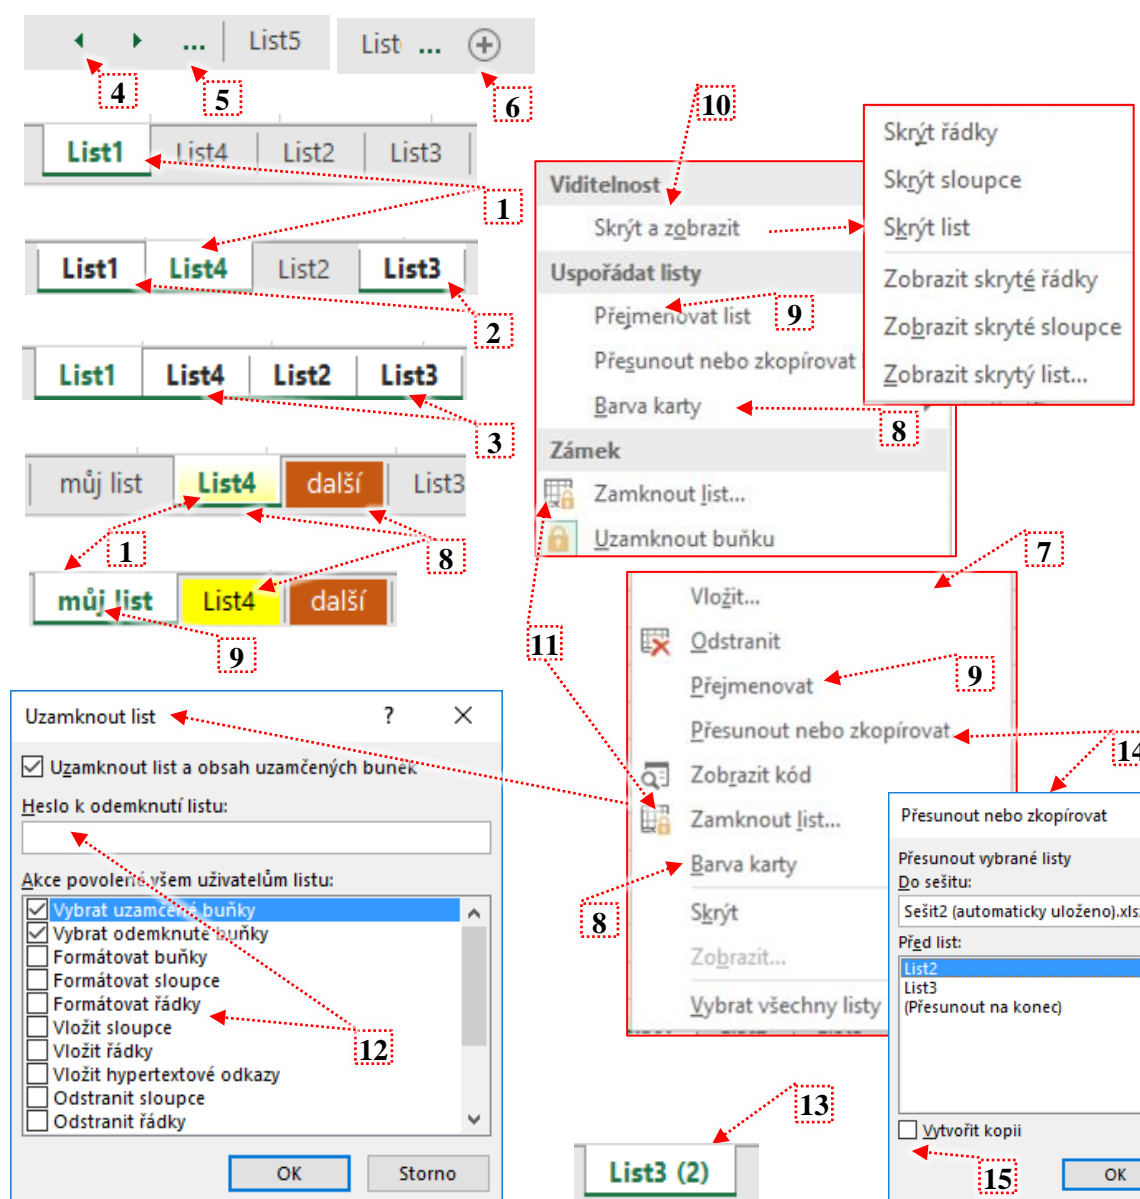 ... List5
List ...
4
5
6
List1 List4 List2 List3
1
List1 List4 List2 List3
2
List1 List4 List2 List3
3
můj list List4 další List3
1
8
můj list List4 další
9
10
Viditelnost
Skrýt a zobrazit
Uspořádat listy
Přejmenovat list
9
Přesunout nebo zkopírovat
Barva karty
8
Zámek
Zamknout list...
Uzamknout buňku
Skrýt řádky
Skrýt sloupce
Skrýt list
Zobrazit skryté řádky
Zobrazit skryté sloupce
Zobrazit skrytý list...
7
11
Vložit...
Odstranit
Přejmenovat
9
Přesunout nebo zkopírovat...
Zobrazit kód
Zamknout list...
Barva karty
8
Skrýt
Zobrazit...
Vybrat všechny listy
Uzamknout list ?
Uzamknout list a obsah uzamčených buněk
Heslo k odemknutí listu:
Akce povolené všem uživatelům listu:
Vybrat uzamčené buňky
Vybrat odemknuté buňky
Formátovat buňky
Formátovat sloupce
Formátovat řádky
Vložit sloupce
Vložit řádky
Vložit hypertextové odkazy
Odstranit sloupce
Odstranit řádky
12
OK Storno
13
List3 (2)
14
Přesunout nebo zkopírovat
Přesunout vybrané listy
Do sešitu:
Sešit2 (automaticky uloženo).xls
Před list:
List2
List3
(Přesunout na konec)
Vytvořit kopii
15
OK